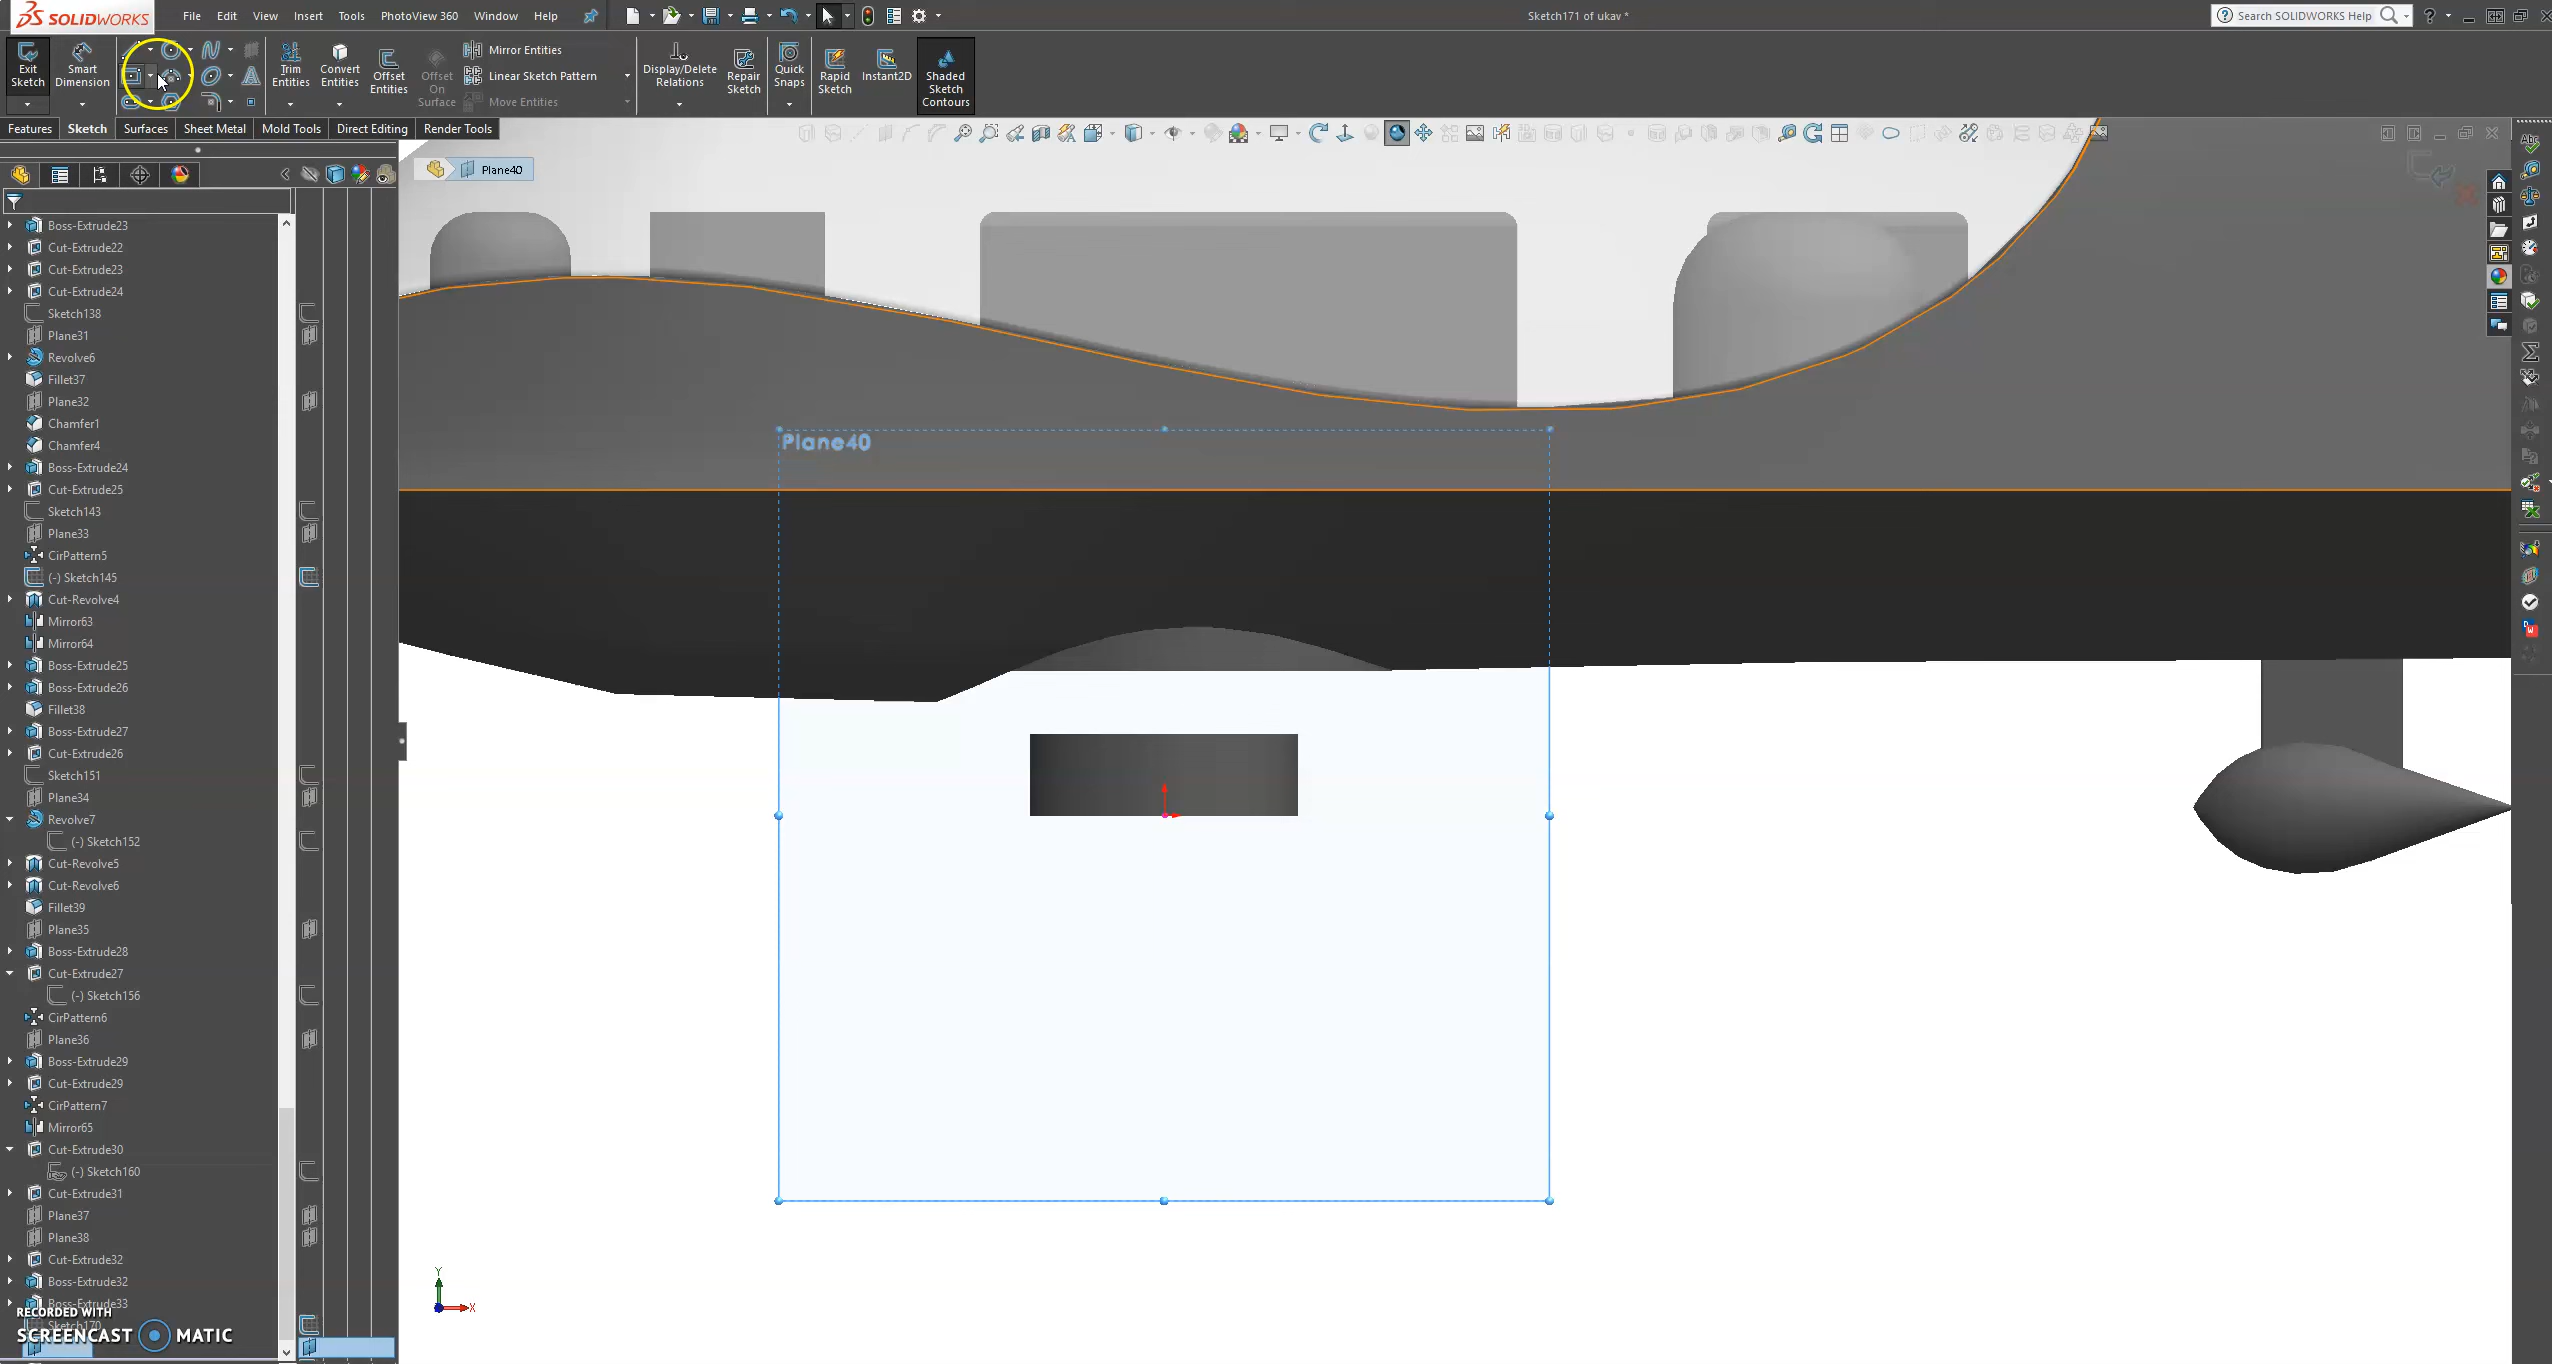 SOLIDWORKS File Edit View Insert Tools PhotoView 360 Window Help Sketch171 of ukav * Search SOLIDWORKS Help
Exit Sketch
Smart Dimension
Trim Entities
Convert Entities
Offset Entities
Offset On Surface
Mirror Entities
Linear Sketch Pattern
Move Entities
Display/Delete Relations
Repair Sketch
Quick Snaps
Rapid Sketch
Instant2D
Shaded Sketch Contours
Features Sketch Surfaces Sheet Metal Mold Tools Direct Editing Render Tools
Plane40
Boss-Extrude23
Cut-Extrude22
Cut-Extrude23
Cut-Extrude24
Sketch138
Plane31
Revolve6
Fillet37
Plane32
Chamfer1
Chamfer4
Boss-Extrude24
Cut-Extrude25
Sketch143
Plane33
CirPattern5
(-) Sketch145
Cut-Revolve4
Mirror63
Mirror64
Boss-Extrude25
Boss-Extrude26
Fillet38
Boss-Extrude27
Cut-Extrude26
Sketch151
Plane34
Revolve7
(-) Sketch152
Cut-Revolve5
Cut-Revolve6
Fillet39
Plane35
Boss-Extrude28
Cut-Extrude27
(-) Sketch156
CirPattern6
Plane36
Boss-Extrude29
Cut-Extrude29
CirPattern7
Mirror65
Cut-Extrude30
(-) Sketch160
Cut-Extrude31
Plane37
Plane38
Cut-Extrude32
Boss-Extrude32
Boss-Extrude33
Sketch170
RECORDED WITH
SCREENCAST MATIC
Plane40
Y
X